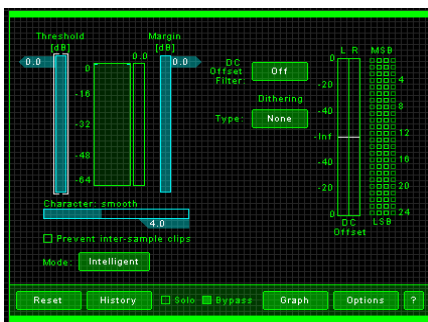 Threshold
[dB]
Margin
[dB]
0.0
0.0
0.0
0
-16
-32
-48
-64
Character: smooth
4.0
Prevent inter-sample clips
Mode: Intelligent
DC
Offset
Filter:
Off
Dithering
Type: None
L R
0
-20
-40
-Inf
-40
-20
0
DC
Offset
MSB
4
8
12
16
20
24
LSB
Reset History Solo Bypass Graph Options ?